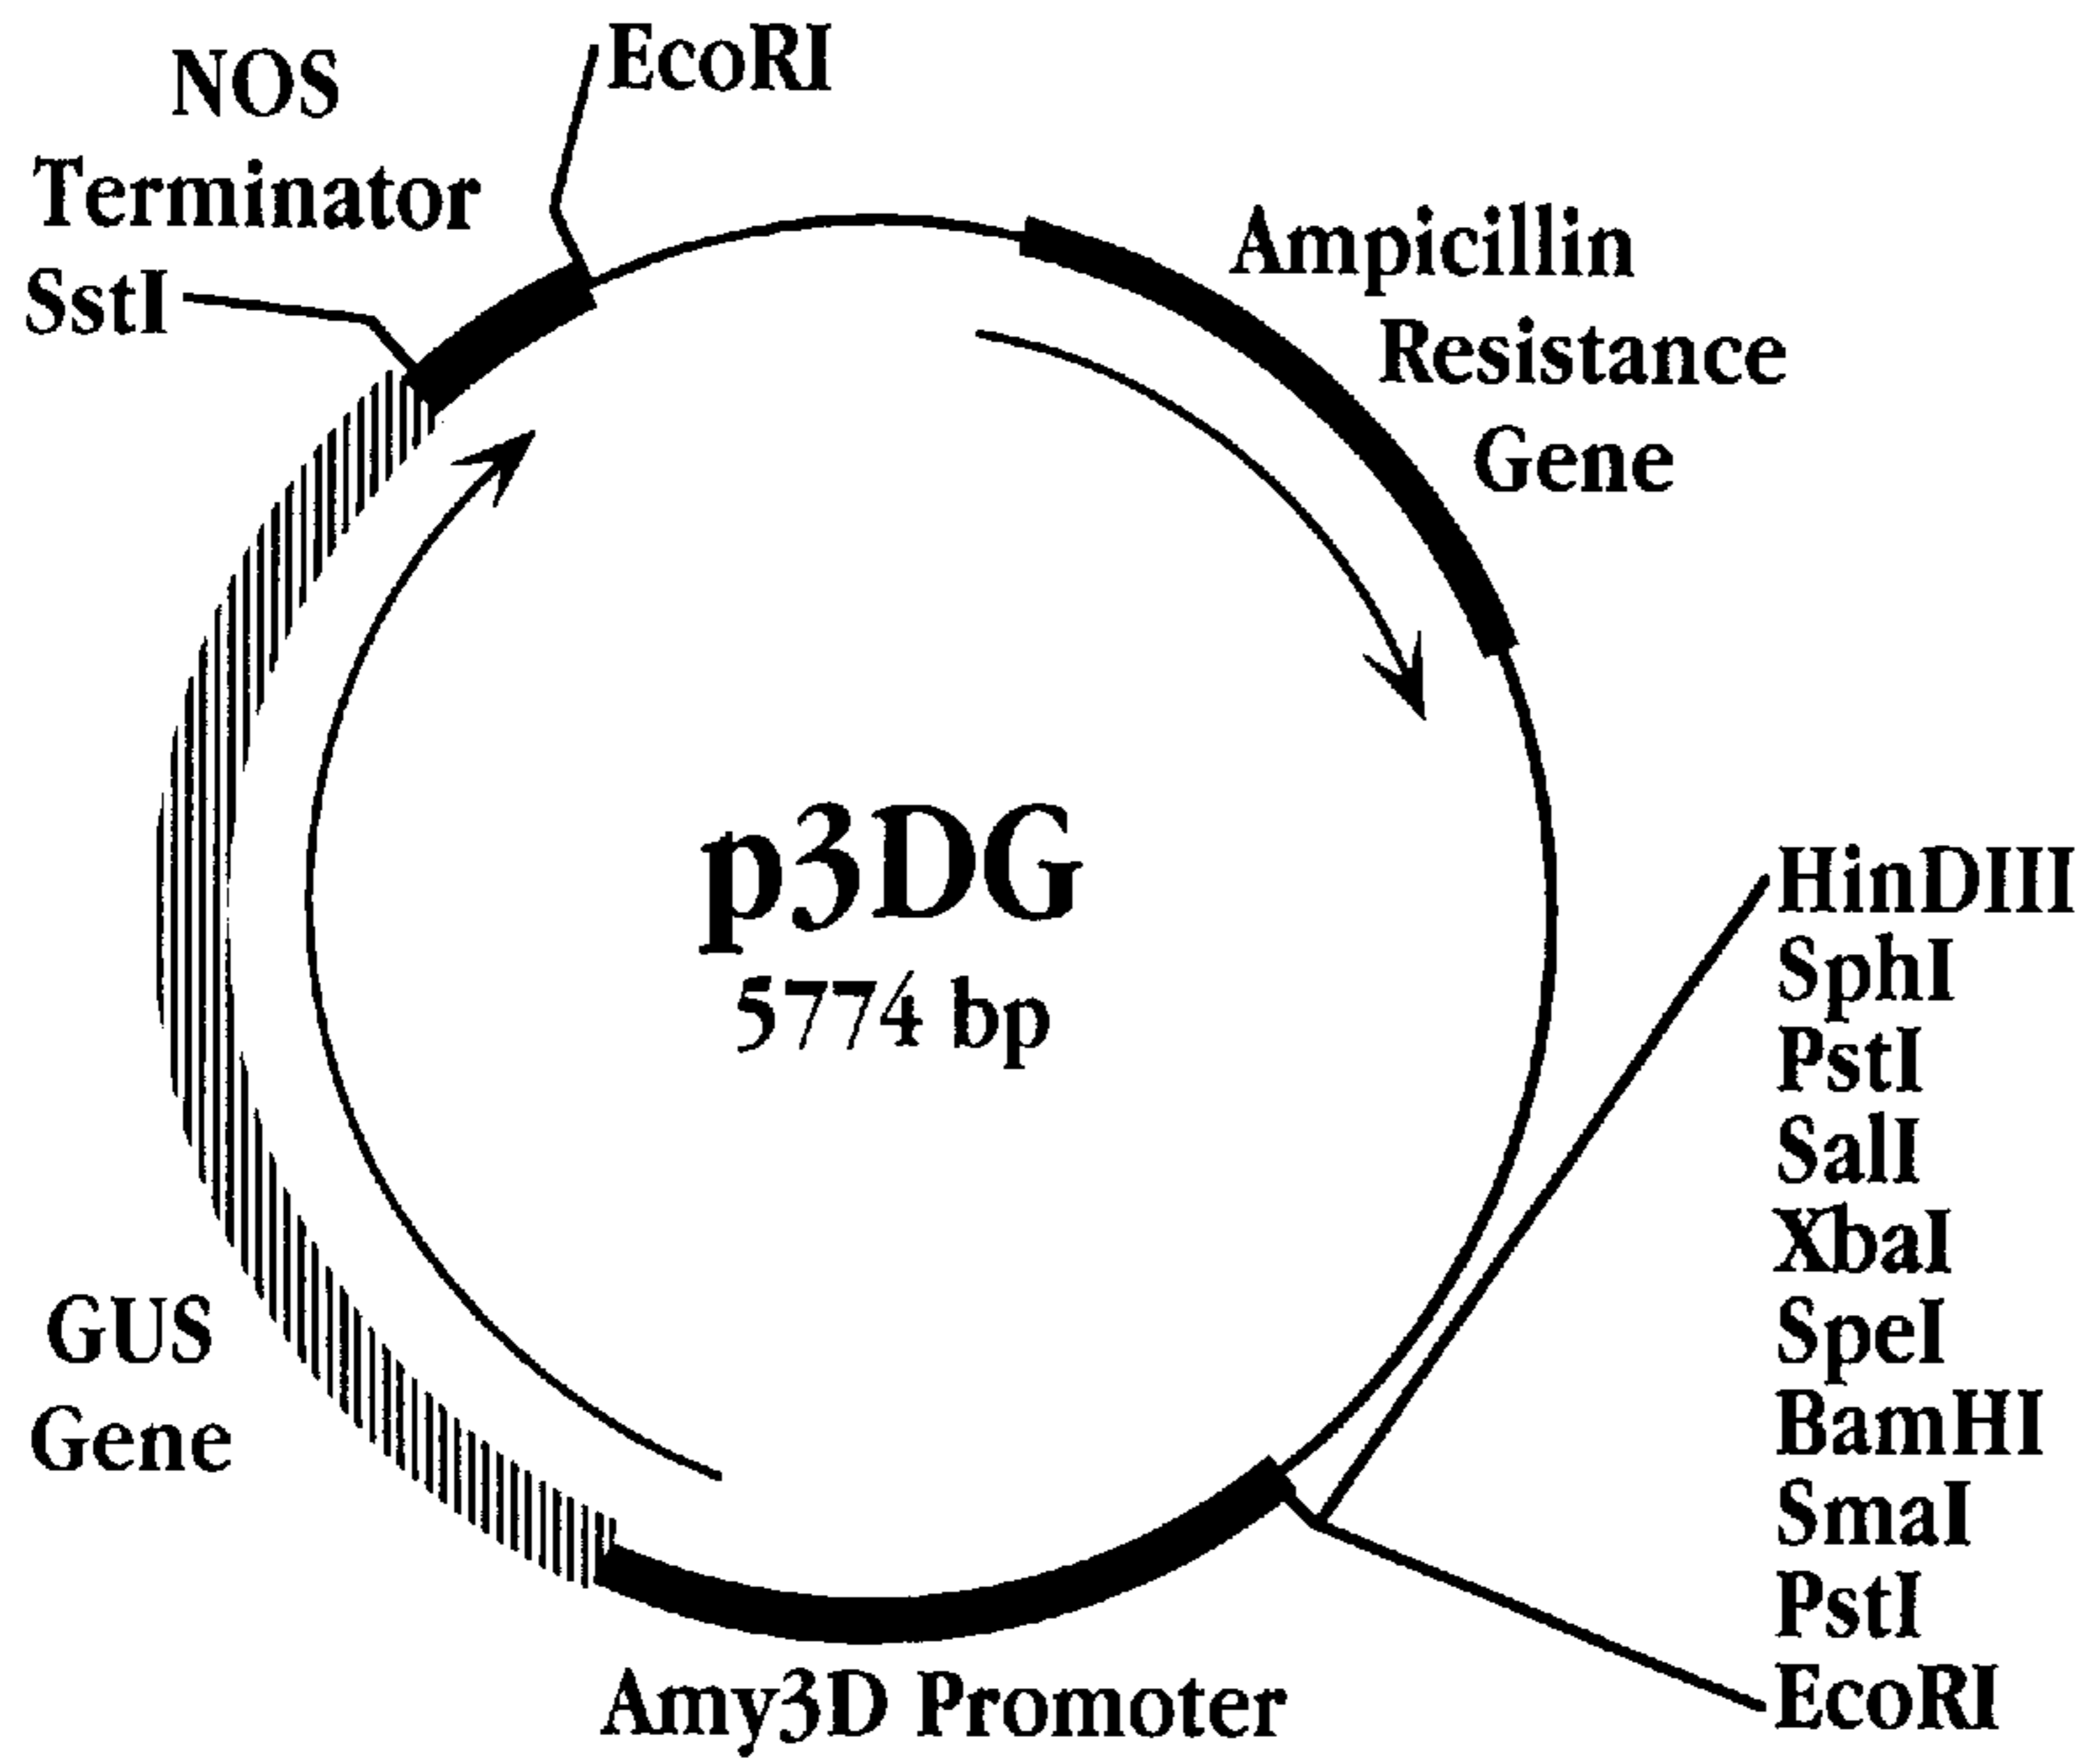 EcoRI
NOS
Terminator
SstI
Ampicillin
Resistance
Gene
p3DG
5774 bp
HinDIII
SphI
PstI
SalI
XbaI
SpeI
BamHI
SmaI
PstI
EcoRI
GUS
Gene
Amy3D Promoter